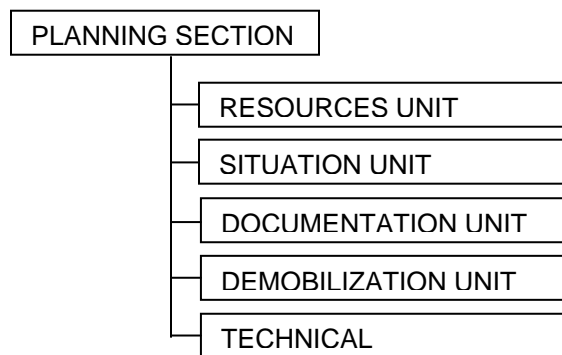 PLANNING SECTION
RESOURCES UNIT
SITUATION UNIT
DOCUMENTATION UNIT
DEMOBILIZATION UNIT
TECHNICAL